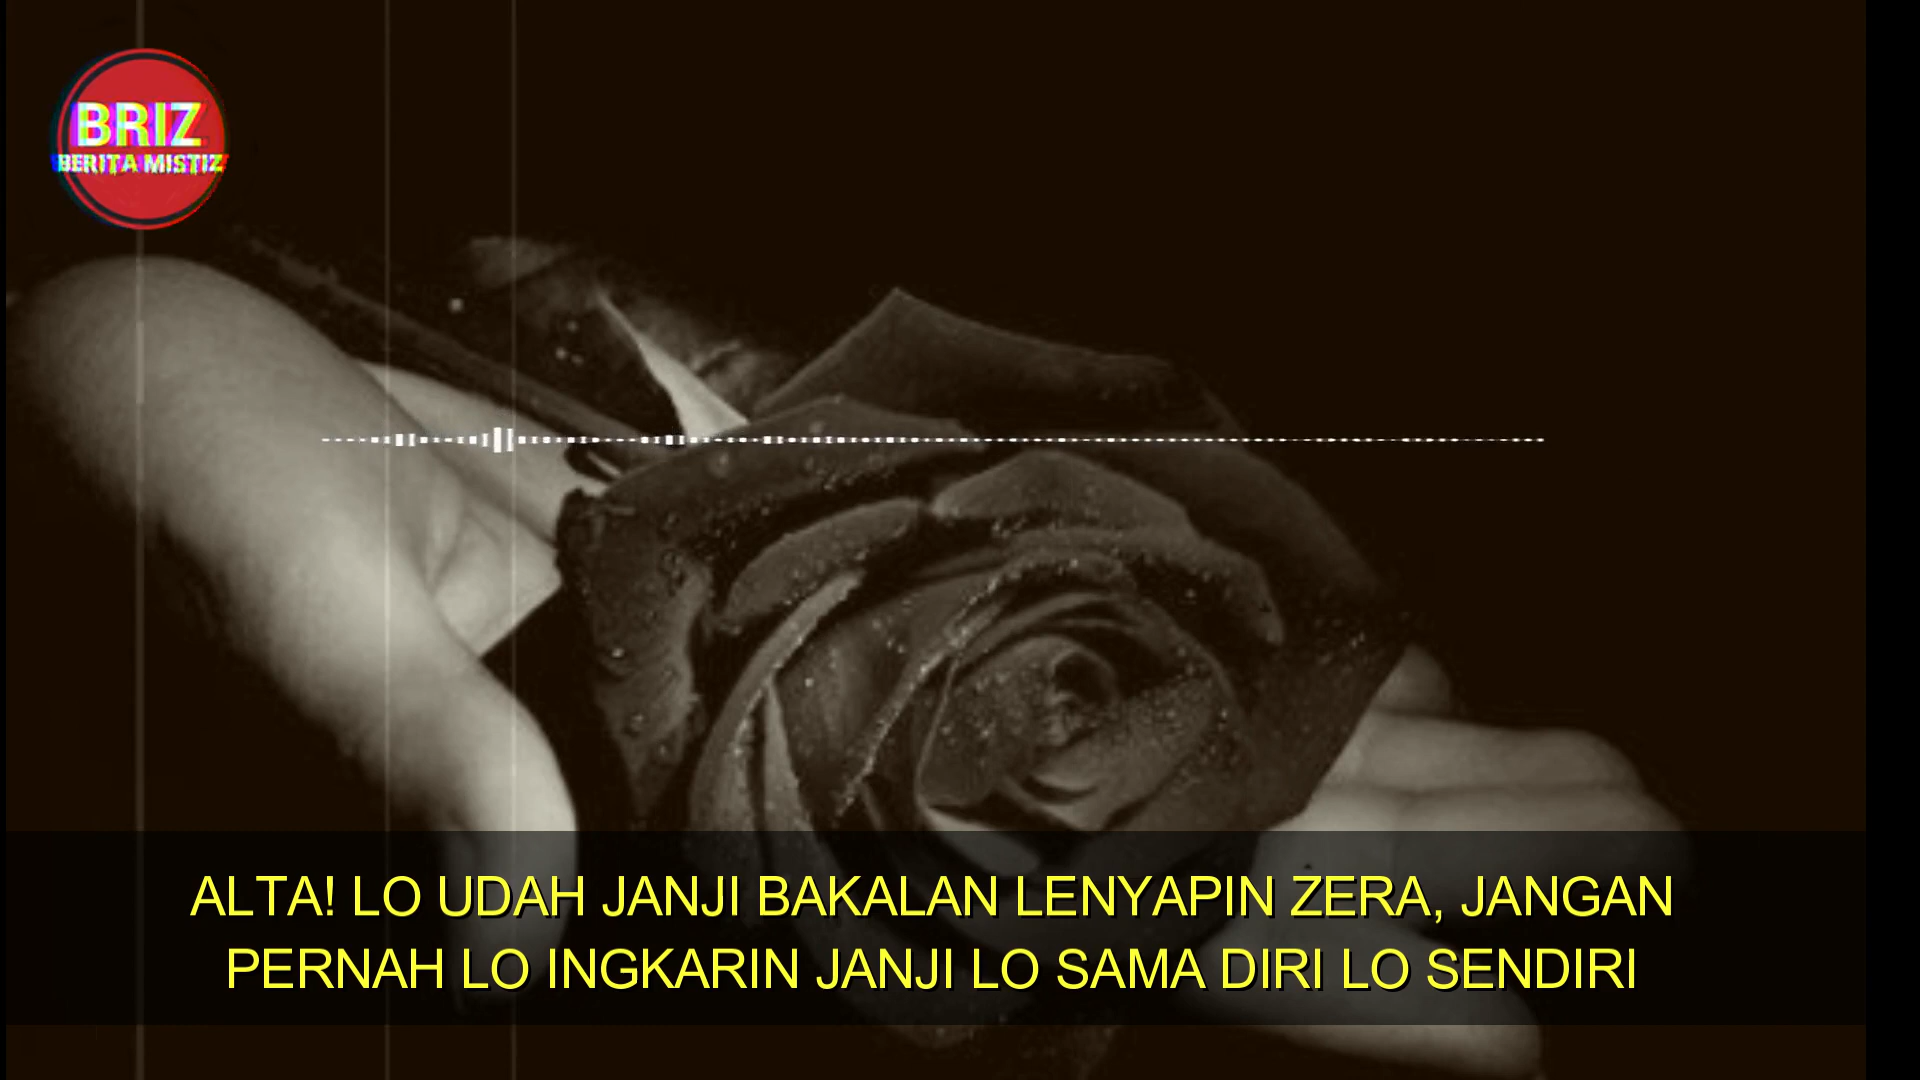 BRIZ
BERITA MISTIZ
ALTA! LO UDAH JANJI BAKALAN LENYAPIN ZERA, JANGAN
PERNAH LO INGKARIN JANJI LO SAMA DIRI LO SENDIRI